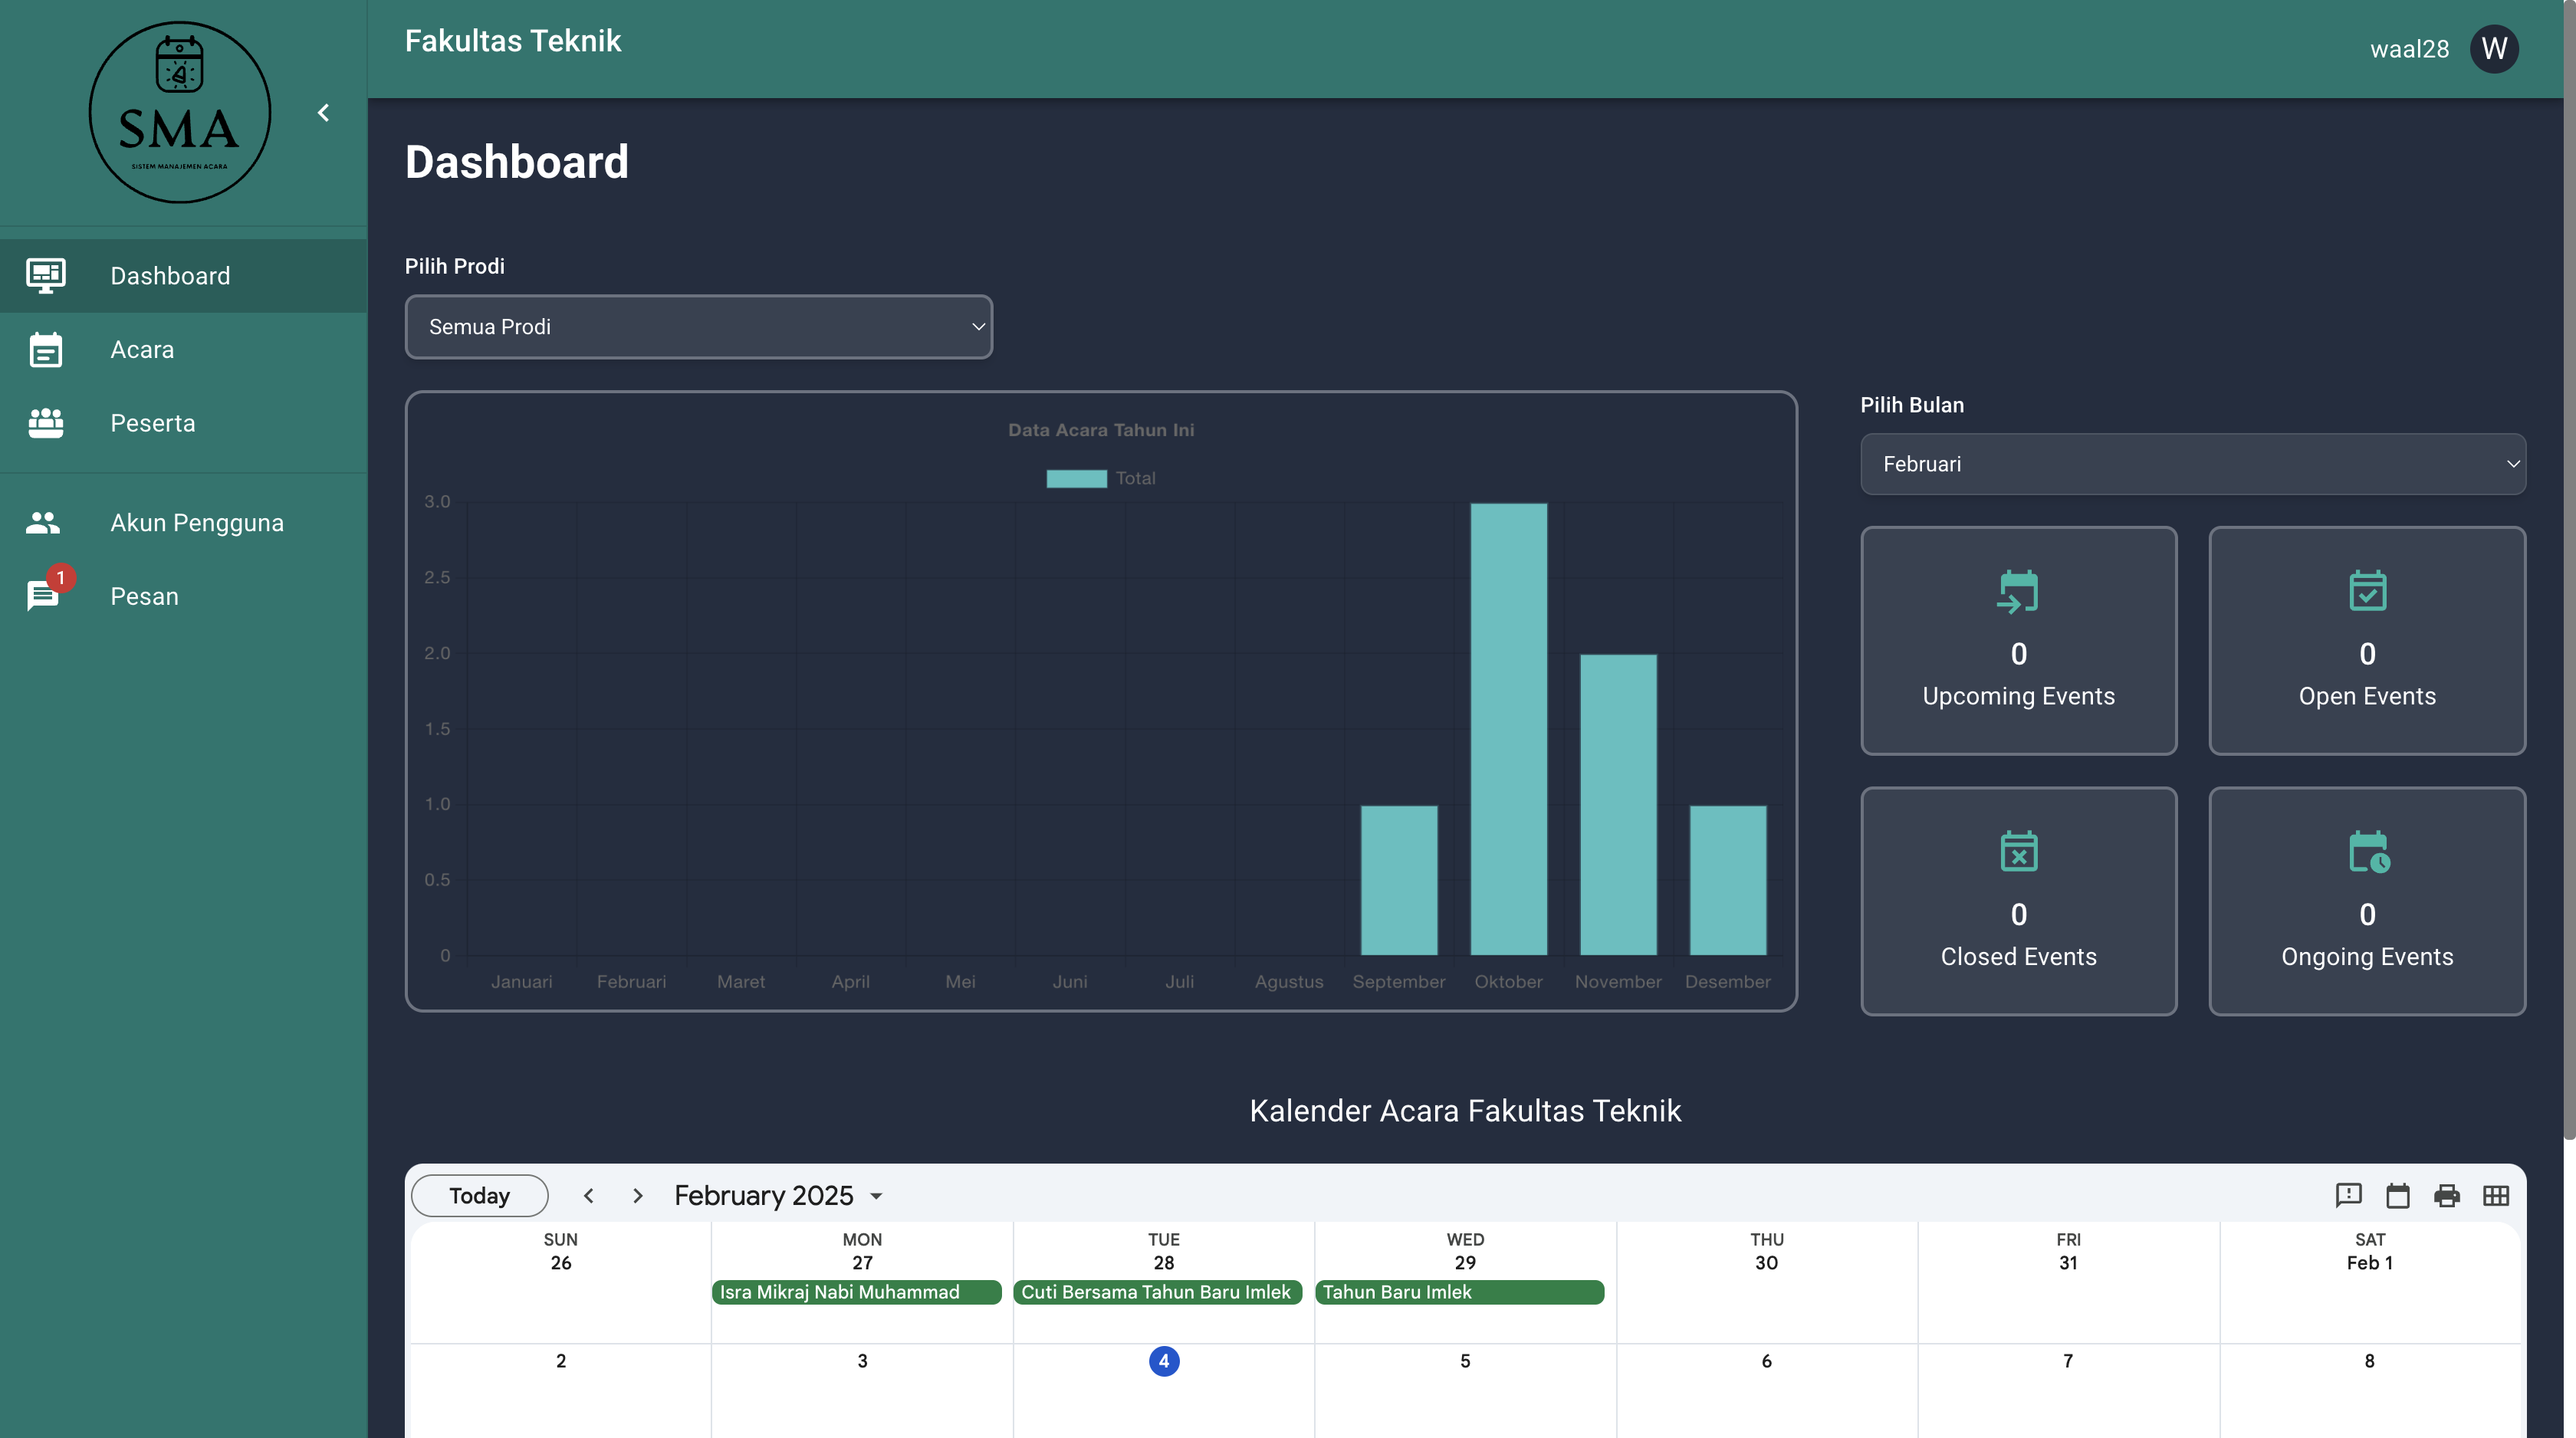 SMA
SISTEM MANAJEMEN ACARA
Dashboard
Acara
Peserta
Akun Pengguna
1
Pesan
Fakultas Teknik
waal28 W
Dashboard
Pilih Prodi
Semua Prodi
Data Acara Tahun Ini
Total
3.0
2.5
2.0
1.5
1.0
0.5
0
Januari Februari Maret April Mei Juni Juli Agustus September Oktober November Desember
Pilih Bulan
Februari
0
Upcoming Events
0
Open Events
0
Closed Events
0
Ongoing Events
Kalender Acara Fakultas Teknik
Today February 2025
SUN MON TUE WED THU FRI SAT
26 27 28 29 30 31 Feb 1
Isra Mikraj Nabi Muhammad Cuti Bersama Tahun Baru Imlek Tahun Baru Imlek
2 3 4 5 6 7 8